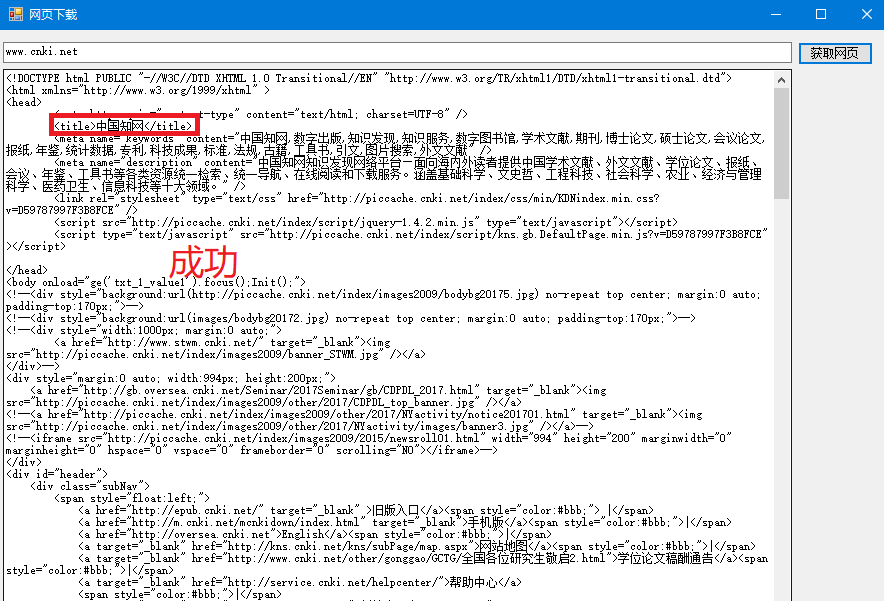 网页下载
www.cnki.net
获取网页
<!DOCTYPE html PUBLIC "-//W3C//DTD XHTML 1.0 Transitional//EN" "http://www.w3.org/TR/xhtml1/DTD/xhtml1-transitional.dtd">
<html xmlns="http://www.w3.org/1999/xhtml" >
<head>
-type" content="text/html; charset=UTF-8" />
<title>中国知网</title>
<meta name="keywords" content="中国知网,数字出版,知识发现,知识服务,数字图书馆,学术文献,期刊,博士论文,硕士论文,会议论文,
报纸,年鉴,统计数据,专利,科技成果,标准,法规,古籍,工具书,引文,图片搜索,外文文献" />
<meta name="description" content="中国知网知识发现网络平台—面向海内外读者提供中国学术文献、外文文献、学位论文、报纸、
会议、年鉴、工具书等各类资源统一检索、统一导航、在线阅读和下载服务。涵盖基础科学、文史哲、工程科技、社会科学、农业、经济与管理
科学、医药卫生、信息科技等十大领域。" />
<link rel="stylesheet" type="text/css" href="http://piccache.cnki.net/index/css/min/KDNindex.min.css?
v=D59787997F3B8FCE" />
<script src="http://piccache.cnki.net/index/script/jquery-1.4.2.min.js" type="text/javascript"></script>
<script type="text/javascript" src="http://piccache.cnki.net/index/script/kns.gb.DefaultPage.min.js?v=D59787997F3B8FCE"
></script>
成功
</head>
<body onload="ge('txt_1_value1').focus();Init();">
<!--<div style="background:url(http://piccache.cnki.net/index/images2009/bodybg20175.jpg) no-repeat top center; margin:0 auto;
padding-top:170px;">-->
<!--<div style="background:url(images/bodybg20172.jpg) no-repeat top center; margin:0 auto; padding-top:170px;">-->
<!--<div style="width:1000px; margin:0 auto;">
<a href="http://www.stwm.cnki.net/" target="_blank"><img
src="http://piccache.cnki.net/index/images2009/banner_STWM.jpg" /></a>
</div>-->
<div style="margin:0 auto; width:994px; height:200px;">
<a href="http://gb.oversea.cnki.net/Seminar/2017Seminar/gb/CDPDL_2017.html" target="_blank"><img
src="http://piccache.cnki.net/index/images2009/other/2017/CDPDL_top_banner.jpg" /></a>
<!--<a href="http://piccache.cnki.net/index/images2009/other/2017/NYactivity/notice201701.html" target="_blank"><img
src="http://piccache.cnki.net/index/images2009/other/2017/NYactivity/images/banner3.jpg" /></a>-->
<!--<iframe src="http://piccache.cnki.net/index/images2009/2015/newsroll01.html" width="994" height="200" marginwidth="0"
marginheight="0" hspace="0" vspace="0" frameborder="0" scrolling="NO"></iframe>-->
</div>
<div id="header">
<div class="subNav">
<span style="float:left;">
<a href="http://epub.cnki.net/" target="_blank" >旧版入口</a><span style="color:#bbb;"> |</span>
<a href="http://m.cnki.net/mcnkidown/index.html" target="_blank">手机版</a><span style="color:#bbb;">|</span>
<a href="http://oversea.cnki.net">English</a><span style="color:#bbb;">|</span>
<a target="_blank" href="http://kns.cnki.net/kns/subPage/map.aspx">网站地图</a><span style="color:#bbb;">|</span>
<a target="_blank" href="http://www.cnki.net/other/gonggao/GCTG/全国各位研究生敬启2.html">学位论文稿酬通告</a><span
style="color:#bbb;">|</span>
<a target="_blank" href="http://service.cnki.net/helpcenter/">帮助中心</a>
<span style="color:#bbb;">|</span>